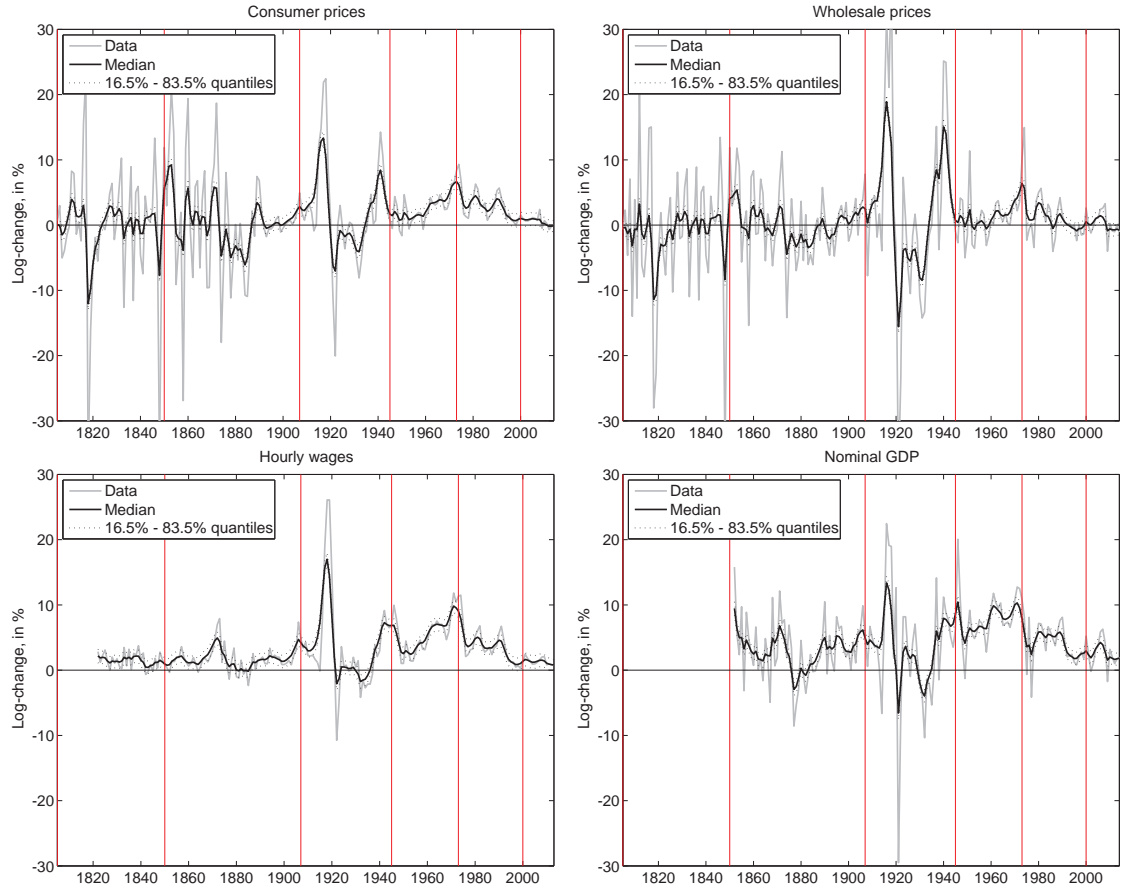 Consumer prices
30
20
10
0
-10
-20
-30
Log-change, in %
Data
Median
16.5% - 83.5% quantiles
1820 1840 1860 1880 1900 1920 1940 1960 1980 2000
Wholesale prices
30
20
10
0
-10
-20
-30
Log-change, in %
Data
Median
16.5% - 83.5% quantiles
1820 1840 1860 1880 1900 1920 1940 1960 1980 2000
Hourly wages
30
20
10
0
-10
-20
-30
Log-change, in %
Data
Median
16.5% - 83.5% quantiles
1820 1840 1860 1880 1900 1920 1940 1960 1980 2000
Nominal GDP
30
20
10
0
-10
-20
-30
Log-change, in %
Data
Median
16.5% - 83.5% quantiles
1820 1840 1860 1880 1900 1920 1940 1960 1980 2000